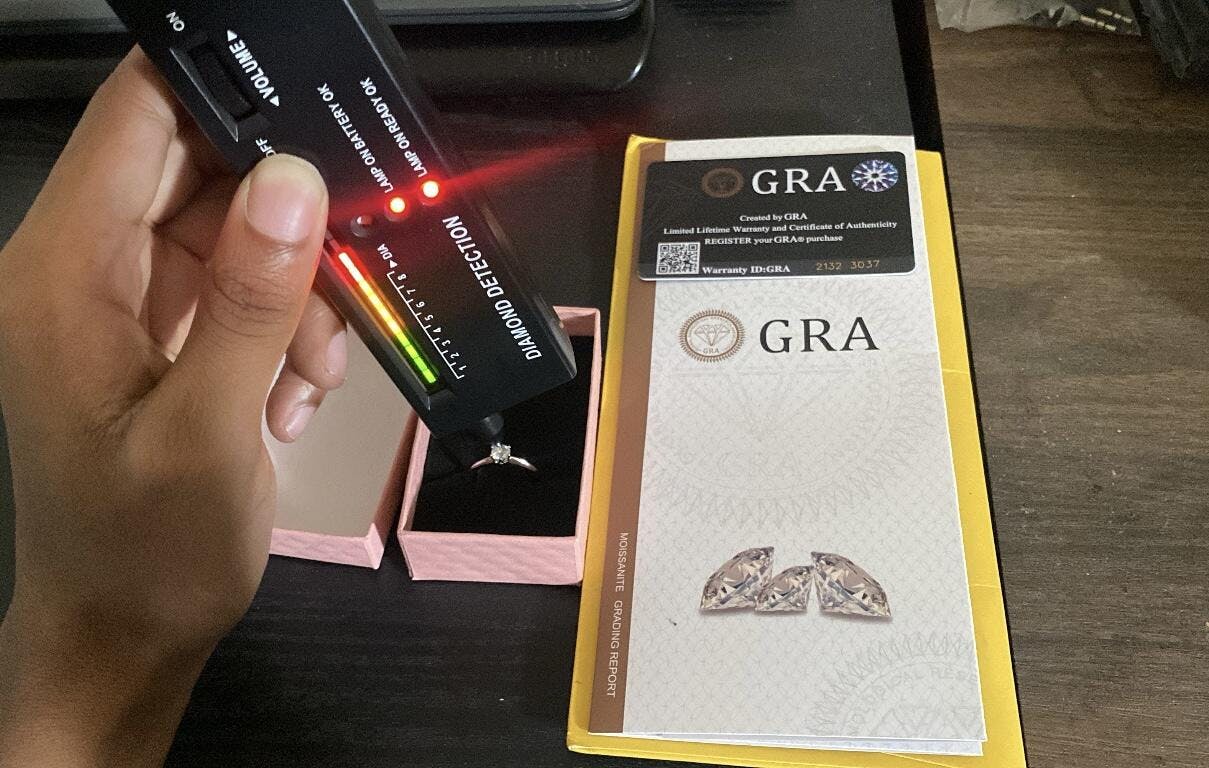 ON
◀VOLUME▶
OFF
LAMP ON BATTERY OK
LAMP ON READY OK
DIAMOND DETECTION
1 2 3 4 5 6 7 8 ▶ DIA
GRA
Created by GRA
Limited Lifetime Warranty and Certificate of Authenticity
REGISTER your GRA® purchase
Warranty ID:GRA 2132 3037
GRA
GRA
MOISSANITE GRADING REPORT